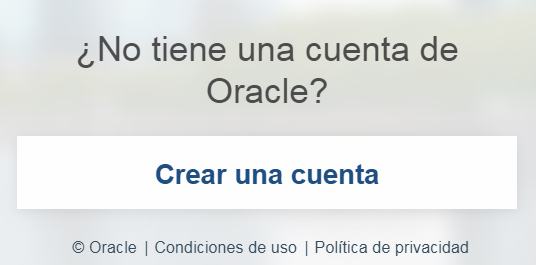 ¿No tiene una cuenta de
Oracle?
Crear una cuenta
© Oracle | Condiciones de uso | Política de privacidad